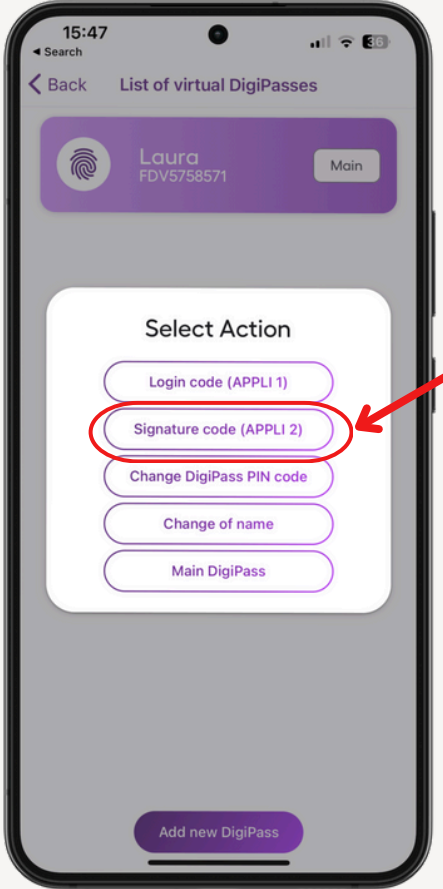 15:47
Search
36
Back
List of virtual DigiPasses
Laura
FDV5758571
Main
Select Action
Login code (APPLI 1)
Signature code (APPLI 2)
Change DigiPass PIN code
Change of name
Main DigiPass
Add new DigiPass